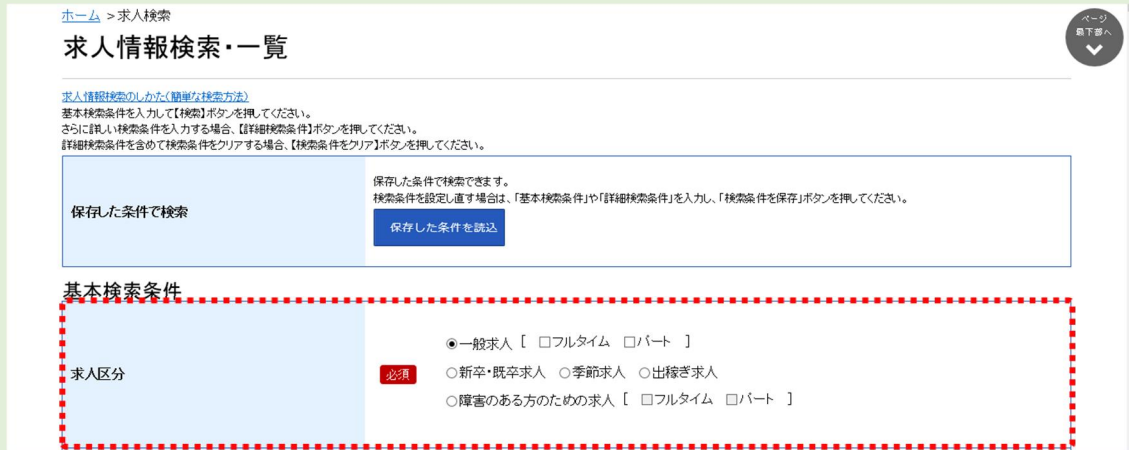 ホーム >求人検索
ページ
最下部へ
求人情報検索・一覧
求人情報検索のしかた（簡単な検索方法）
基本検索条件を入力して【検索】ボタンを押してください。
さらに詳しい検索条件を入力する場合、【詳細検索条件】ボタンを押してください。
詳細検索条件を含めて検索条件をクリアする場合、【検索条件をクリア】ボタンを押してください。
保存した条件で検索
保存した条件で検索できます。
検索条件を設定し直す場合は、「基本検索条件」や「詳細検索条件」を入力し、「検索条件を保存」ボタンを押してください。
保存した条件を読込
基本検索条件
求人区分
必須
一般求人 [ フルタイム パート ]
新卒・既卒求人 季節求人 出稼ぎ求人
障害のある方のための求人 [ フルタイム パート ]